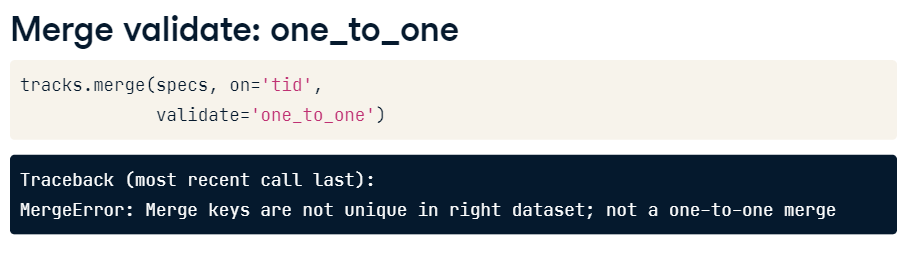 Merge validate: one_to_one
tracks.merge(specs, on='tid',
validate='one_to_one')
Traceback (most recent call last):
MergeError: Merge keys are not unique in right dataset; not a one-to-one merge